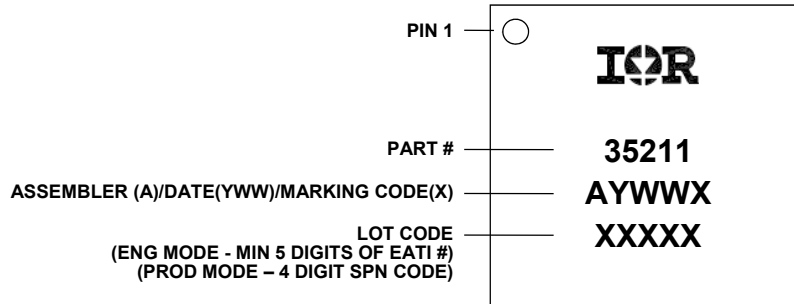 PIN 1
IOR
PART #
35211
ASSEMBLER (A)/DATE(YWW)/MARKING CODE(X)
AYWWX
LOT CODE
(ENG MODE - MIN 5 DIGITS OF EATI #)
(PROD MODE – 4 DIGIT SPN CODE)
XXXXX